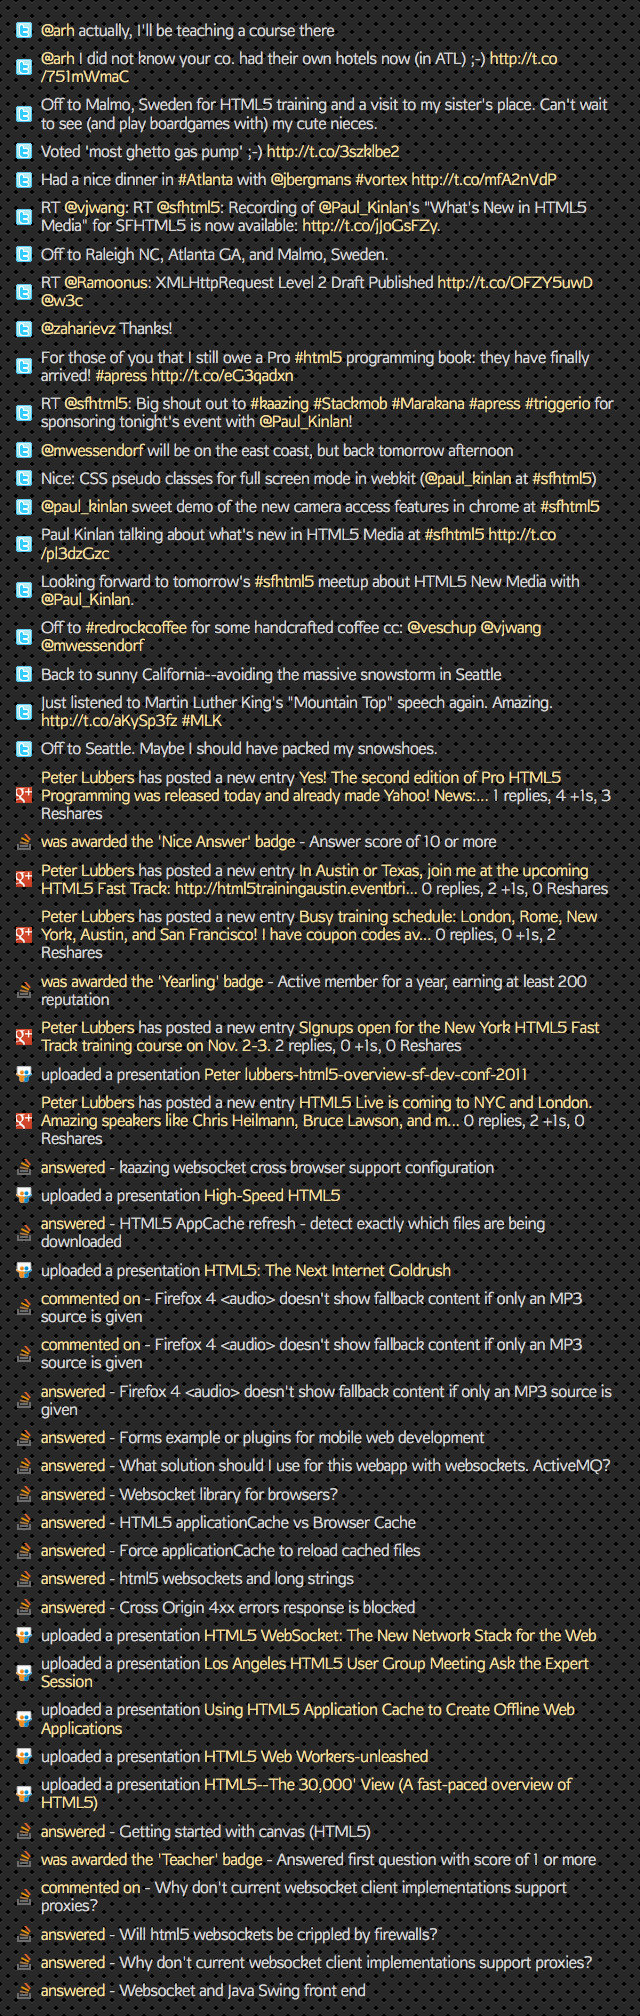 @arh actually, I'll be teaching a course there
@arh I did not know your co. had their own hotels now (in ATL) ;-) http://t.co
/751mWmaC
Off to Malmo, Sweden for HTML5 training and a visit to my sister's place. Can't wait
to see (and play boardgames with) my cute nieces.
Voted 'most ghetto gas pump' ;-) http://t.co/3szklbe2
Had a nice dinner in #Atlanta with @jbergmans #vortex http://t.co/mfA2nVdP
RT @vjwang: RT @sfhtml5: Recording of @Paul_Kinlan's "What's New in HTML5
Media" for SFHTML5 is now available: http://t.co/jJoGsFZy.
Off to Raleigh NC, Atlanta GA, and Malmo, Sweden.
RT @Ramoonus: XMLHttpRequest Level 2 Draft Published http://t.co/OFZY5uwD
@w3c
@zaharievz Thanks!
For those of you that I still owe a Pro #html5 programming book: they have finally
arrived! #apress http://t.co/eG3qadxn
RT @sfhtml5: Big shout out to #kaazing #Stackmob #Marakana #apress #triggerio for
sponsoring tonight's event with @Paul_Kinlan!
@mwessendorf will be on the east coast, but back tomorrow afternoon
Nice: CSS pseudo classes for full screen mode in webkit (@paul_kinlan at #sfhtml5)
@paul_kinlan sweet demo of the new camera access features in chrome at #sfhtml5
Paul Kinlan talking about what's new in HTML5 Media at #sfhtml5 http://t.co
/pl3dzGzc
Looking forward to tomorrow's #sfhtml5 meetup about HTML5 New Media with
@Paul_Kinlan.
Off to #redrockcoffee for some handcrafted coffee cc: @veschup @vjwang
@mwessendorf
Back to sunny California--avoiding the massive snowstorm in Seattle
Just listened to Martin Luther King's "Mountain Top" speech again. Amazing.
http://t.co/aKySp3fz #MLK
Off to Seattle. Maybe I should have packed my snowshoes.
Peter Lubbers has posted a new entry Yes! The second edition of Pro HTML5
Programming was released today and already made Yahoo! News:... 1 replies, 4 +1s, 3
Reshares
was awarded the 'Nice Answer' badge - Answer score of 10 or more
Peter Lubbers has posted a new entry In Austin or Texas, join me at the upcoming
HTML5 Fast Track: http://html5trainingaustin.eventbri... 0 replies, 2 +1s, 0 Reshares
Peter Lubbers has posted a new entry Busy training schedule: London, Rome, New
York, Austin, and San Francisco! I have coupon codes av... 0 replies, 0 +1s, 2
Reshares
was awarded the 'Yearling' badge - Active member for a year, earning at least 200
reputation
Peter Lubbers has posted a new entry SIgnups open for the New York HTML5 Fast
Track training course on Nov. 2-3. 2 replies, 0 +1s, 0 Reshares
uploaded a presentation Peter lubbers-html5-overview-sf-dev-conf-2011
Peter Lubbers has posted a new entry HTML5 Live is coming to NYC and London.
Amazing speakers like Chris Heilmann, Bruce Lawson, and m... 0 replies, 2 +1s, 0
Reshares
answered - kaazing websocket cross browser support configuration
uploaded a presentation High-Speed HTML5
answered - HTML5 AppCache refresh - detect exactly which files are being
downloaded
uploaded a presentation HTML5: The Next Internet Goldrush
commented on - Firefox 4 <audio> doesn't show fallback content if only an MP3
source is given
commented on - Firefox 4 <audio> doesn't show fallback content if only an MP3
source is given
answered - Firefox 4 <audio> doesn't show fallback content if only an MP3 source is
given
answered - Forms example or plugins for mobile web development
answered - What solution should I use for this webapp with websockets. ActiveMQ?
answered - Websocket library for browsers?
answered - HTML5 applicationCache vs Browser Cache
answered - Force applicationCache to reload cached files
answered - html5 websockets and long strings
answered - Cross Origin 4xx errors response is blocked
uploaded a presentation HTML5 WebSocket: The New Network Stack for the Web
uploaded a presentation Los Angeles HTML5 User Group Meeting Ask the Expert
Session
uploaded a presentation Using HTML5 Application Cache to Create Offline Web
Applications
uploaded a presentation HTML5 Web Workers-unleashed
uploaded a presentation HTML5--The 30,000' View (A fast-paced overview of
HTML5)
answered - Getting started with canvas (HTML5)
was awarded the 'Teacher' badge - Answered first question with score of 1 or more
commented on - Why don't current websocket client implementations support
proxies?
answered - Will html5 websockets be crippled by firewalls?
answered - Why don't current websocket client implementations support proxies?
answered - Websocket and Java Swing front end